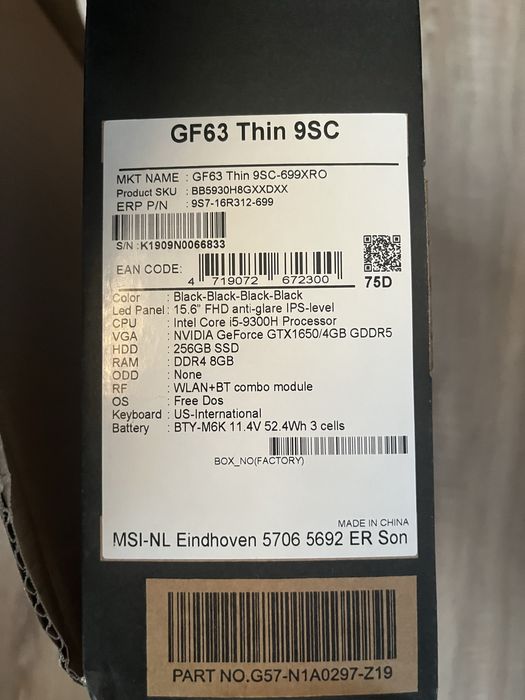 GF63 Thin 9SC
MKT NAME : GF63 Thin 9SC-699XRO
Product SKU : BB5930H8GXXDXX
ERP P/N : 9S7-16R312-699
S/N :K1909N0066833
EAN CODE: 4 719072 672300
75D
Color : Black-Black-Black-Black
Led Panel : 15.6" FHD anti-glare IPS-level
CPU : Intel Core i5-9300H Processor
VGA : NVIDIA GeForce GTX1650/4GB GDDR5
HDD : 256GB SSD
RAM : DDR4 8GB
ODD : None
RF : WLAN+BT combo module
OS : Free Dos
Keyboard : US-International
Battery : BTY-M6K 11.4V 52.4Wh 3 cells
BOX_NO(FACTORY)
MADE IN CHINA
MSI-NL Eindhoven 5706 5692 ER Son
PART NO.G57-N1A0297-Z19